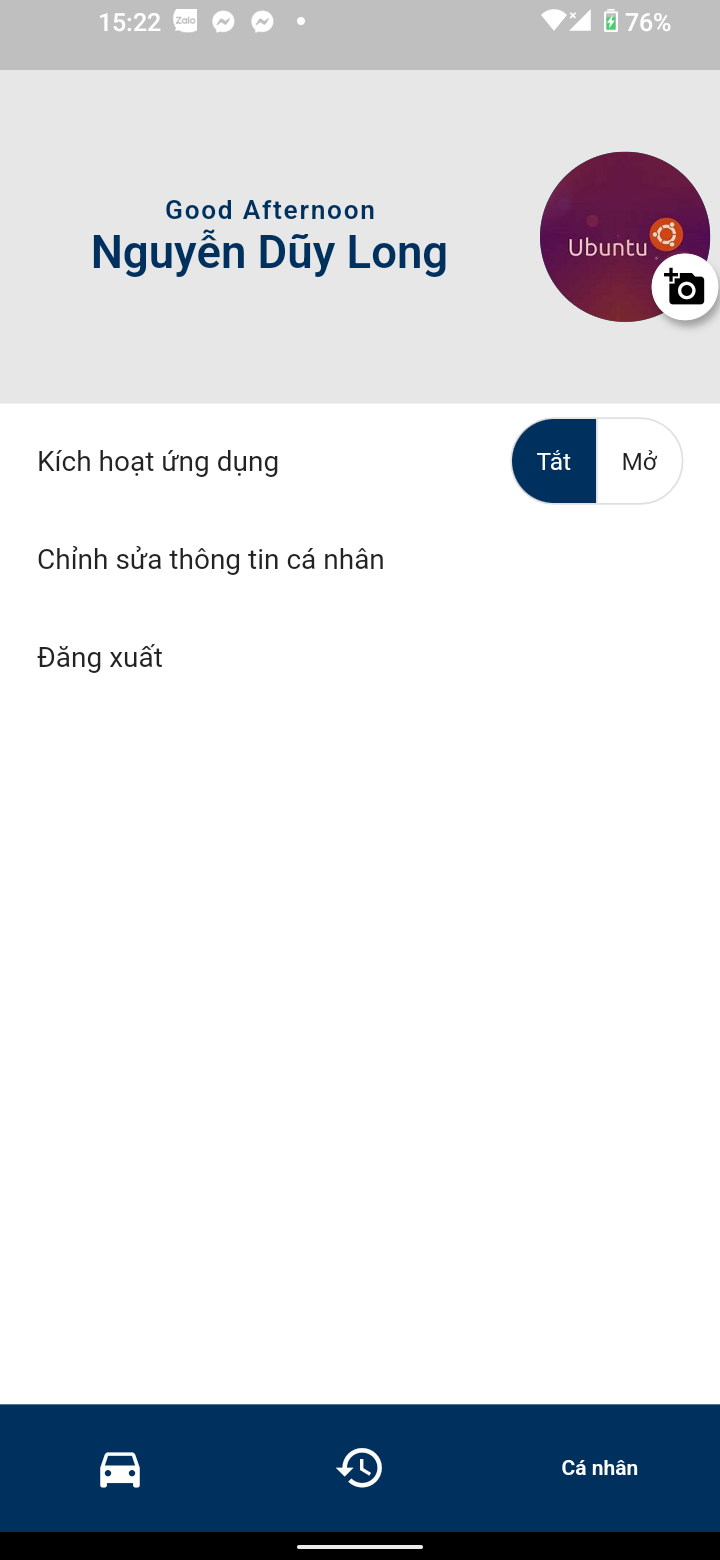 15:22 Zalo 76%
Good Afternoon
Nguyễn Dũy Long
Ubuntu
Kích hoạt ứng dụng Tắt Mở
Chỉnh sửa thông tin cá nhân
Đăng xuất
Cá nhân